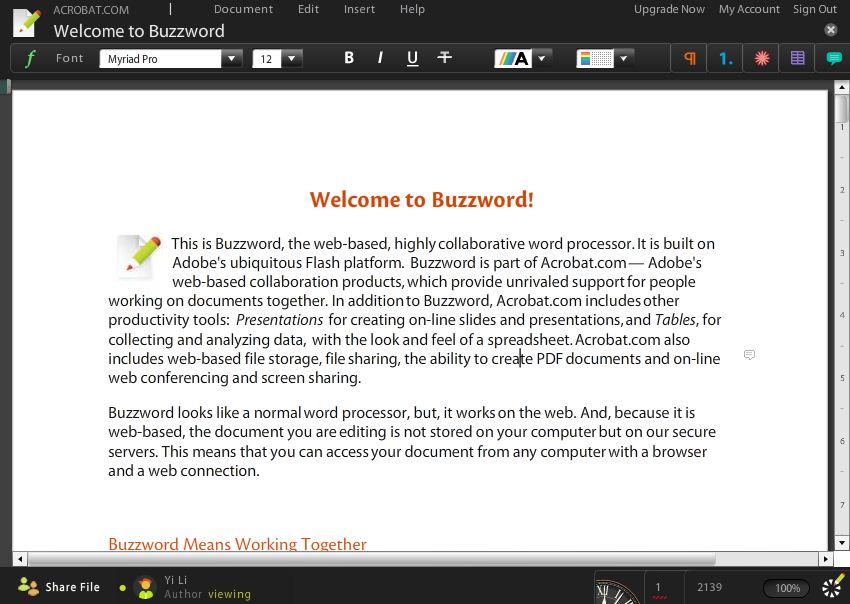 ACROBAT.COM Document Edit Insert Help Upgrade Now My Account Sign Out
Welcome to Buzzword
f Font Myriad Pro 12 B I U T A ¶ 1.
Welcome to Buzzword!
This is Buzzword, the web-based, highly collaborative word processor. It is built on
Adobe's ubiquitous Flash platform. Buzzword is part of Acrobat.com— Adobe's
web-based collaboration products, which provide unrivaled support for people
working on documents together. In addition to Buzzword, Acrobat.com includes other
productivity tools: Presentations for creating on-line slides and presentations, and Tables, for
collecting and analyzing data, with the look and feel of a spreadsheet. Acrobat.com also
includes web-based file storage, file sharing, the ability to create PDF documents and on-line
web conferencing and screen sharing.
Buzzword looks like a normal word processor, but, it works on the web. And, because it is
web-based, the document you are editing is not stored on your computer but on our secure
servers. This means that you can access your document from any computer with a browser
and a web connection.
Buzzword Means Working Together
1
2
3
4
5
6
7
Share File
Yi Li
Author viewing
XII I
1 2139 100%